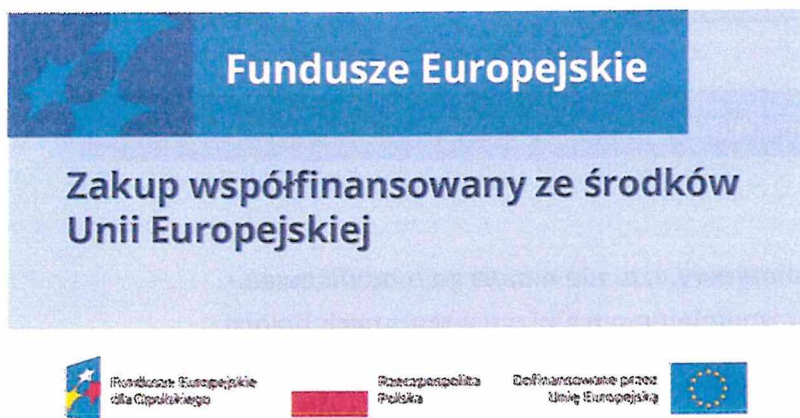 Fundusze Europejskie
Zakup współfinansowany ze środków
Unii Europejskiej
Fundusze Europejskie
dla Opolskiego
Rzeczpospolita
Polska
Dofinansowane przez
Unię Europejską